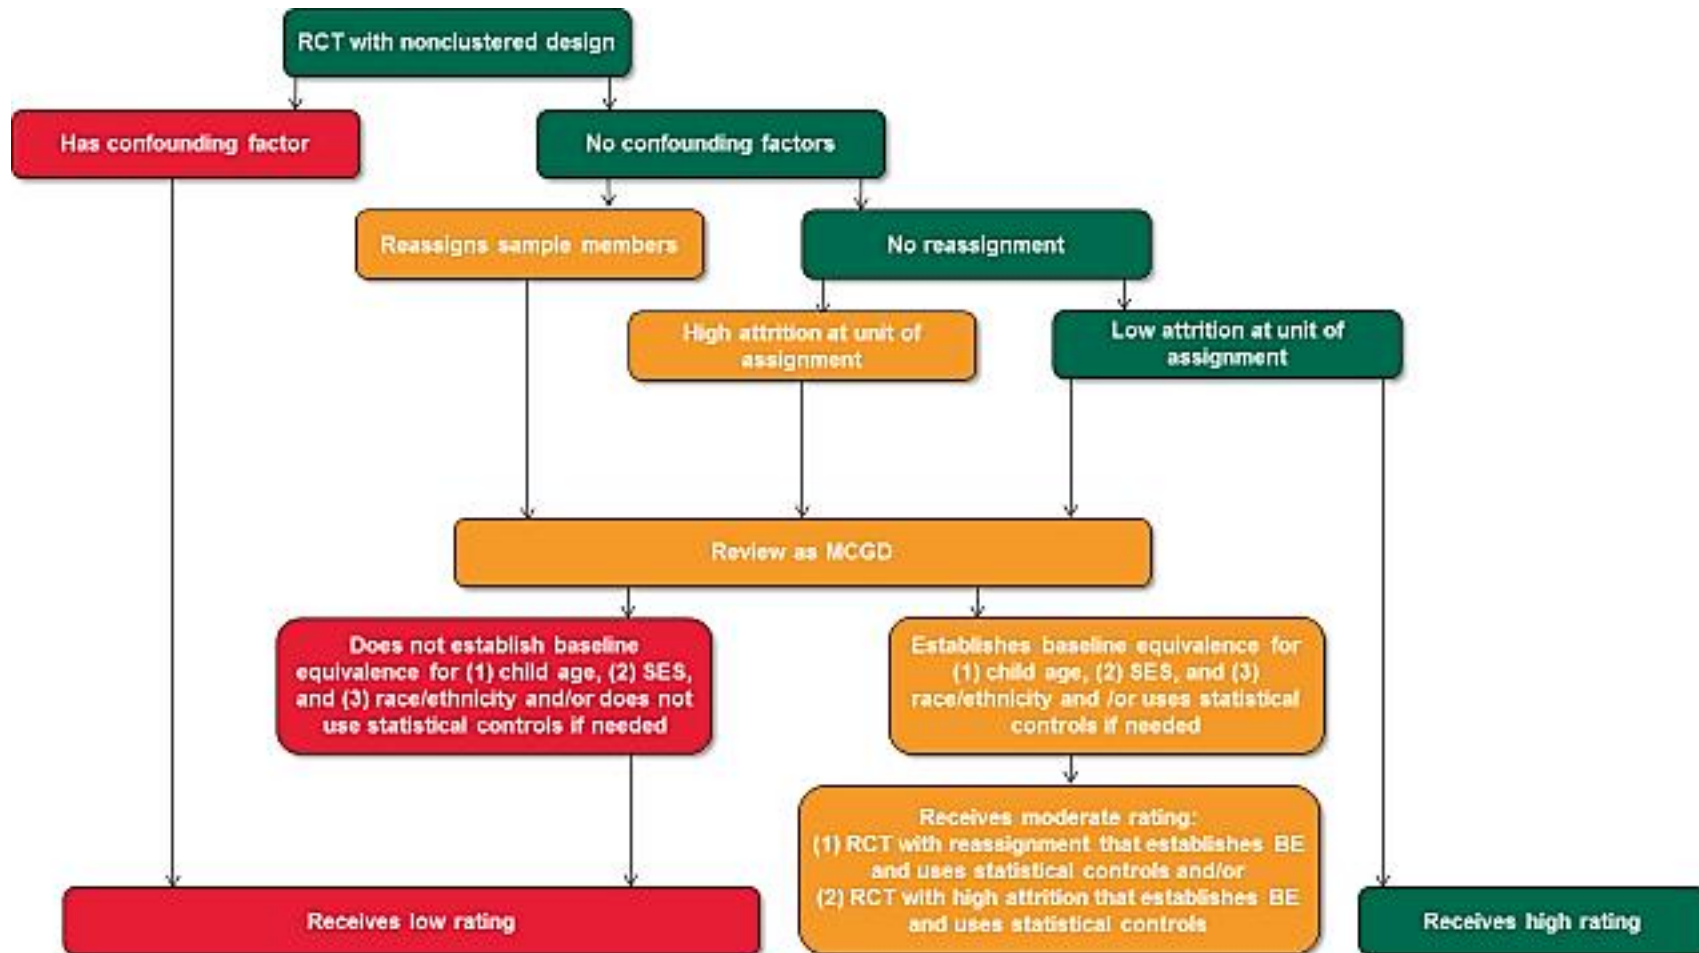 RCT with nonclustered design
Has confounding factor
No confounding factors
Reassigns sample members
No reassignment
High attrition at unit of
assignment
Low attrition at unit of
assignment
Review as MCGD
Does not establish baseline
equivalence for (1) child age, (2) SES,
and (3) race/ethnicity and/or does not
use statistical controls if needed
Establishes baseline equivalence for
(1) child age, (2) SES, and (3)
race/ethnicity and /or uses statistical
controls if needed
Receives moderate rating:
(1) RCT with reassignment that establishes BE
and uses statistical controls and/or
(2) RCT with high attrition that establishes BE
and uses statistical controls
Receives low rating
Receives high rating